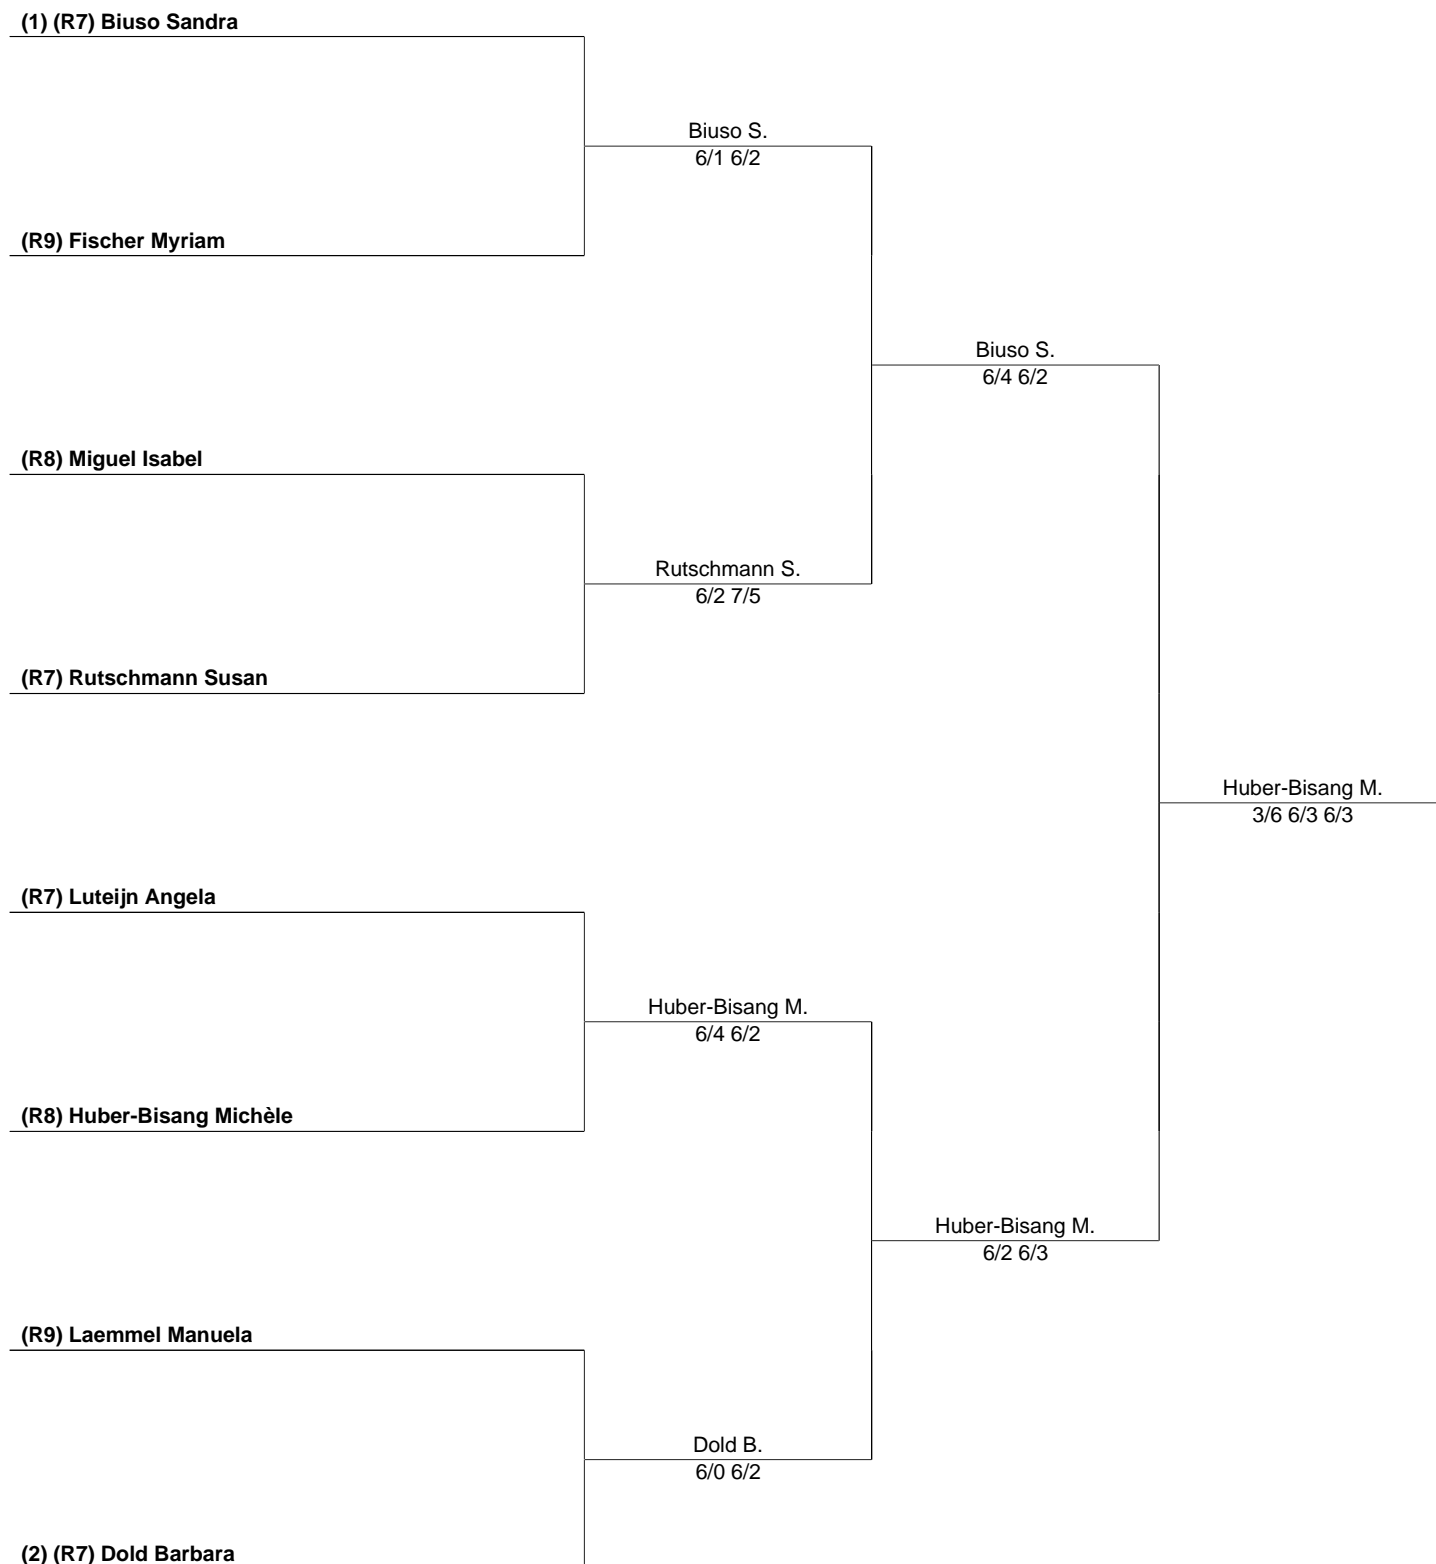 (1) (R7) Biuso Sandra
Biuso S.
6/1 6/2
(R9) Fischer Myriam
Biuso S.
6/4 6/2
(R8) Miguel Isabel
Rutschmann S.
6/2 7/5
(R7) Rutschmann Susan
Huber-Bisang M.
3/6 6/3 6/3
(R7) Luteijn Angela
Huber-Bisang M.
6/4 6/2
(R8) Huber-Bisang Michèle
Huber-Bisang M.
6/2 6/3
(R9) Laemmel Manuela
Dold B.
6/0 6/2
(2) (R7) Dold Barbara